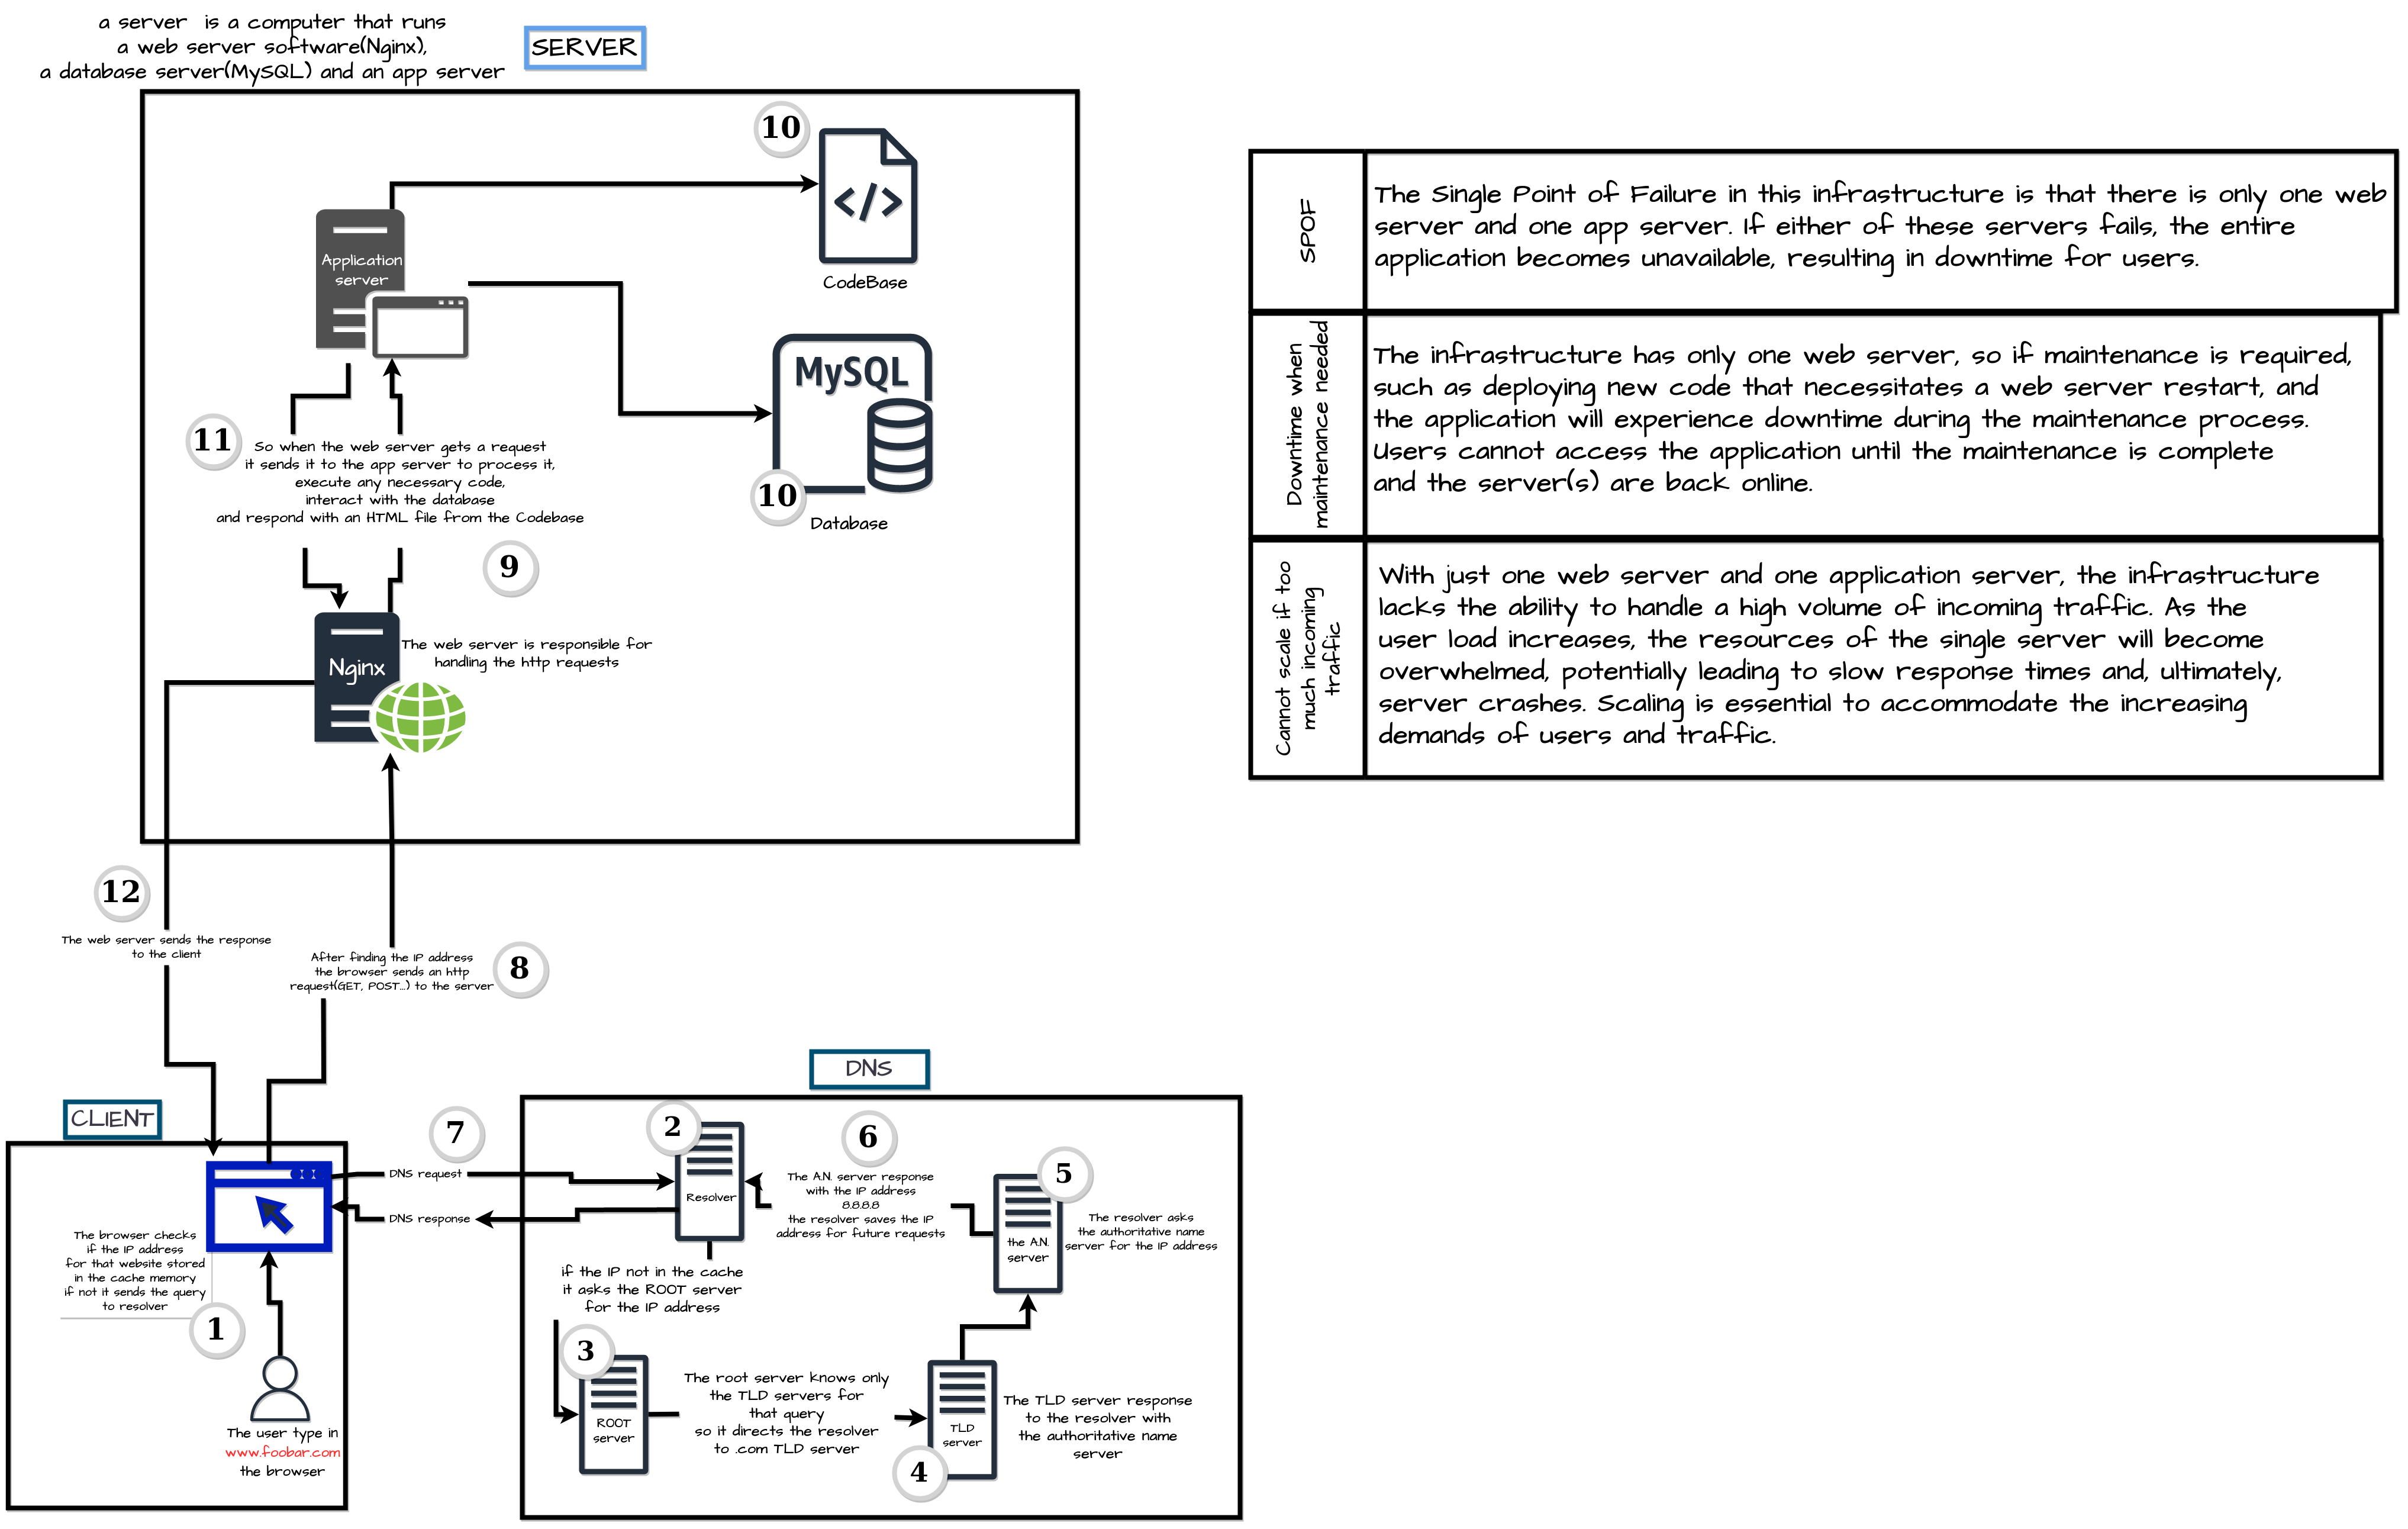 a server is a computer that runs
a web server software(Nginx),
a database server(MySQL) and an app server
SERVER
10
CodeBase
Application
server
MySQL
10
Database
11
So when the web server gets a request
it sends it to the app server to process it,
execute any necessary code,
interact with the database
and respond with an HTML file from the Codebase
9
Nginx
The web server is responsible for
handling the http requests
12
The web server sends the response
to the client
After finding the IP address
the browser sends an http
request(GET, POST...) to the server
8
SPOF
The Single Point of Failure in this infrastructure is that there is only one web
server and one app server. If either of these servers fails, the entire
application becomes unavailable, resulting in downtime for users.
Downtime when
maintenance needed
The infrastructure has only one web server, so if maintenance is required,
such as deploying new code that necessitates a web server restart, and
the application will experience downtime during the maintenance process.
Users cannot access the application until the maintenance is complete
and the server(s) are back online.
Cannot scale if too
much incoming
traffic
With just one web server and one application server, the infrastructure
lacks the ability to handle a high volume of incoming traffic. As the
user load increases, the resources of the single server will become
overwhelmed, potentially leading to slow response times and, ultimately,
server crashes. Scaling is essential to accommodate the increasing
demands of users and traffic.
CLIENT
The browser checks
if the IP address
for that website stored
in the cache memory
if not it sends the query
to resolver
1
The user type in
www.foobar.com
the browser
7
DNS request
DNS response
DNS
2
Resolver
6
The A.N. server response
with the IP address
8.8.8.8
the resolver saves the IP
address for future requests
5
the A.N.
server
The resolver asks
the authoritative name
server for the IP address
if the IP not in the cache
it asks the ROOT server
for the IP address
3
ROOT
server
The root server knows only
the TLD servers for
that query
so it directs the resolver
to .com TLD server
TLD
server
4
The TLD server response
to the resolver with
the authoritative name
server